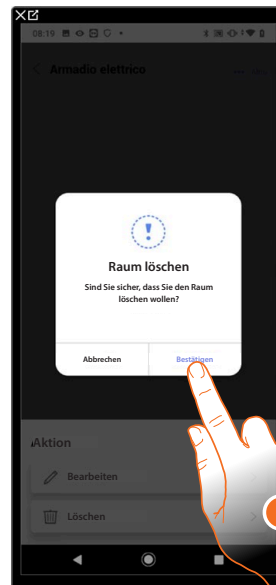 08:19
Armadio elettrico
Raum löschen
Sind Sie sicher, dass Sie den Raum
löschen wollen?
Abbrechen
Bestätigen
Aktion
Bearbeiten
Löschen